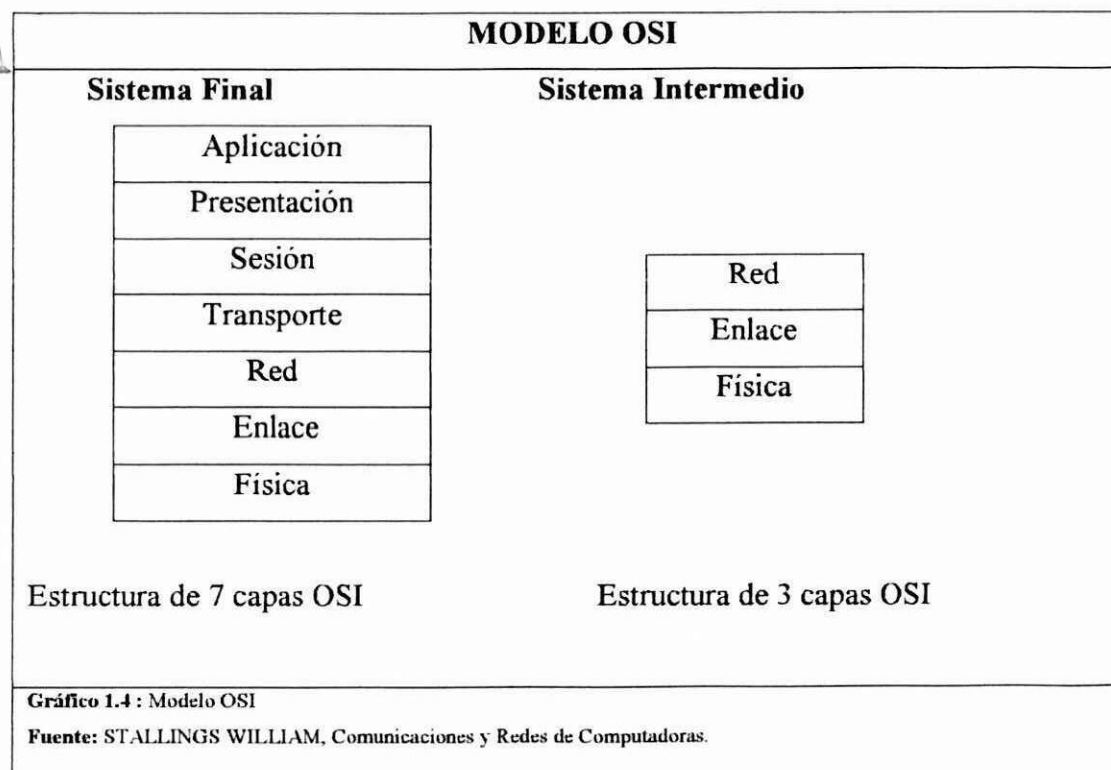 MODELO OSI
Sistema Final
Sistema Intermedio
Aplicación
Presentación
Sesión
Transporte
Red
Enlace
Física
Red
Enlace
Física
Estructura de 7 capas OSI
Estructura de 3 capas OSI
Gráfico 1.4 : Modelo OSI
Fuente: STALLINGS WILLIAM, Comunicaciones y Redes de Computadoras.